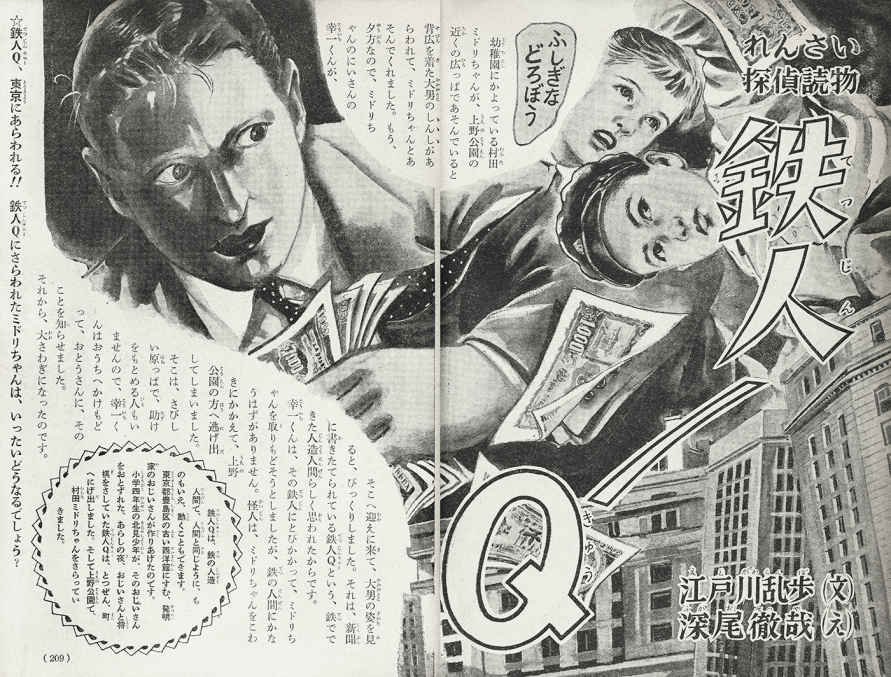 れんさい
探偵読物
鉄人Q
てつじん
きゅう
江戸川乱歩(文)
深尾徹哉(え)
ふしぎな
どろぼう
幼稚園にかよっている村田
ミドリちゃんが、上野公園の
近くの広っぱであそんでいると
背広を着た大男のしんしがあ
らわれて、ミドリちゃんとあ
そんでくれました。もう、
夕方なので、ミドリち
ゃんのにいさんの
幸一くんが、
そこへ迎えに来て、大男の姿を見
ると、びっくりしました。それは、新聞
に書きたてられている鉄人Qという、鉄でで
きた人造人間らしく思われたからです。
幸一くんは、その鉄人にとびかかって、ミドリち
ゃんを取りもどそうとしましたが、鉄の人間にかな
うはずがありません。怪人は、ミドリちゃんをこわ
きにかかえて、上野
公園の方へ逃げ出
してしまいました。
そこは、さびし
い原っぱで、助け
をもとめる人もい
ませんので、幸一く
んはおうちへかけもど
って、おとうさんに、その
ことを知らせました。
それから、大さわぎになったのです。
鉄人Qは、鉄の人造
人間で、人間と同じように、も
のもいえ、動くこともできます。
東京都豊島区の古い西洋館にすむ、発明
家のおじいさんが作りあげたのです。
小学四年生の北見少年が、そのおじいさん
をおとずれた、あらしの夜、おじいさんと将
棋をさしていた鉄人Qは、とつぜん、町
へにげ出しました。そして上野公園で、
村田ミドリちゃんをさらってい
きました。
☆鉄人Q、東京にあらわれる!! 鉄人Qにさらわれたミドリちゃんは、いったいどうなるでしょう?
(209)